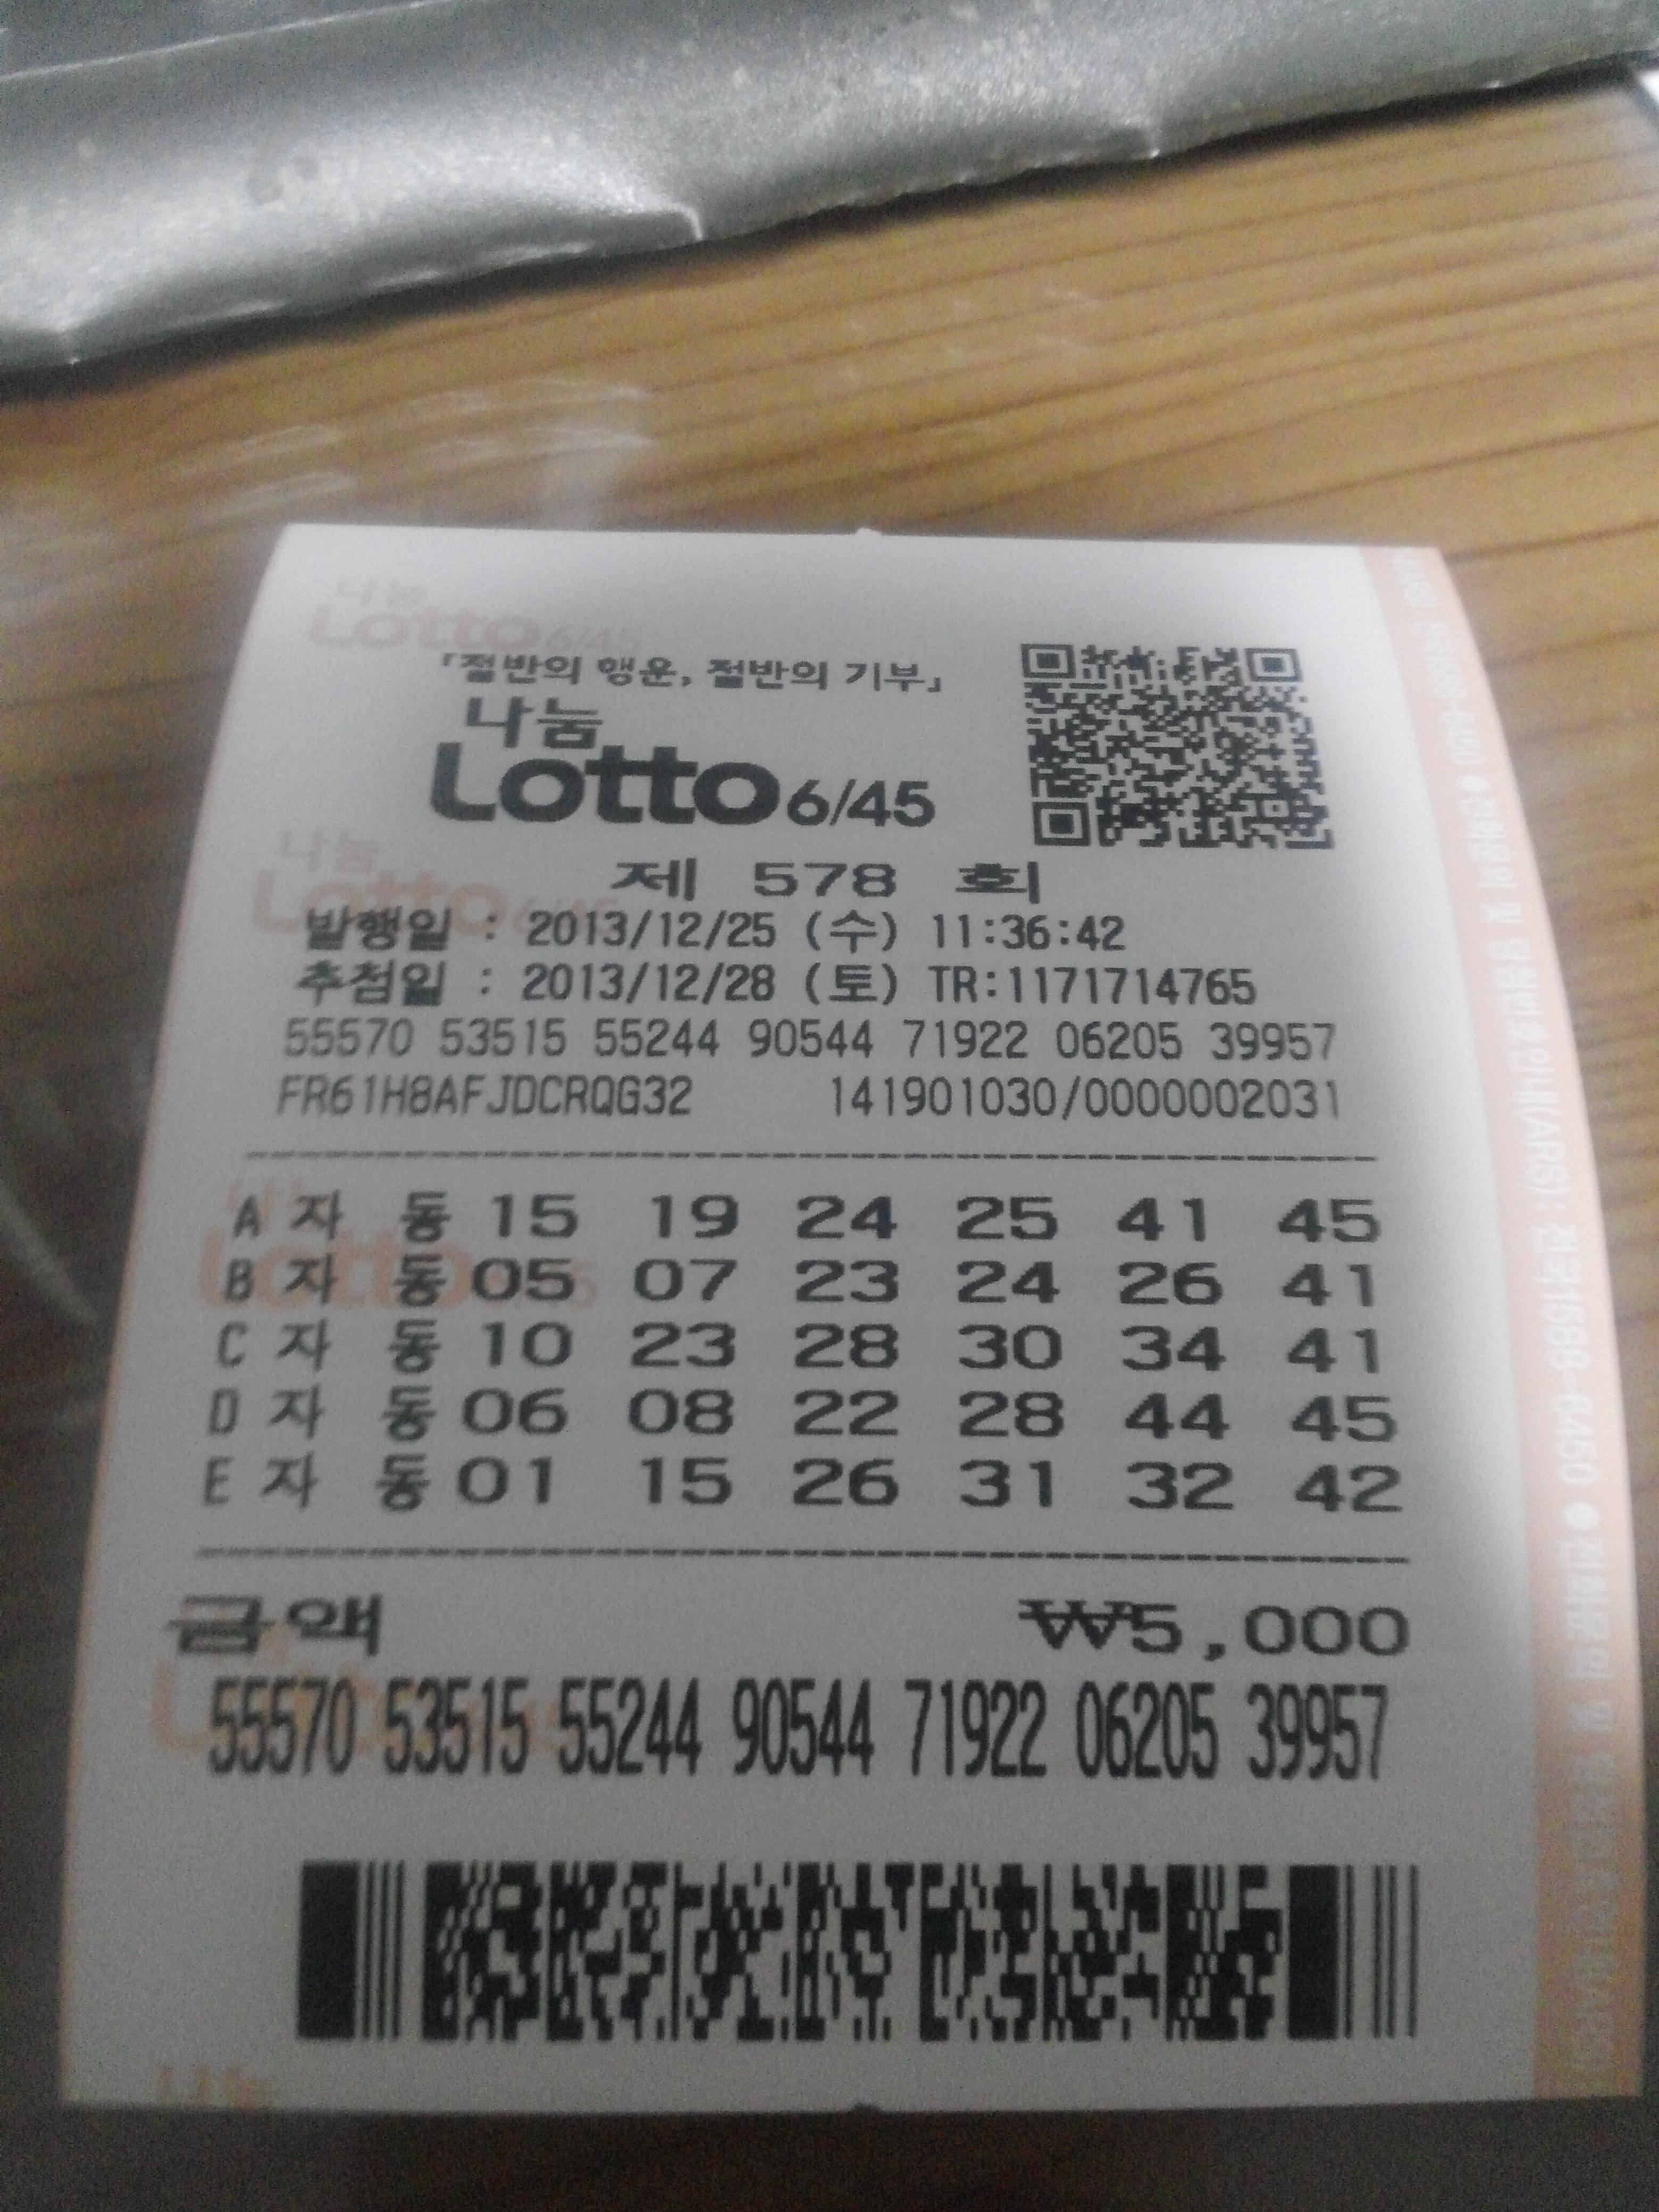 나눔
Lotto 6/45
「절반의 행운, 절반의 기부」
나눔
Lotto 6/45
제 578 회
발행일 : 2013/12/25 (수) 11:36:42
추첨일 : 2013/12/28 (토) TR:1171714765
55570 53515 55244 90544 71922 06205 39957
FR61H8AFJDCRQG32 141901030/0000002031
A 자 동 15 19 24 25 41 45
B 자 동 05 07 23 24 26 41
C 자 동 10 23 28 30 34 41
D 자 동 06 08 22 28 44 45
E 자 동 01 15 26 31 32 42
금액 ₩5,000
55570 53515 55244 90544 71922 06205 39957